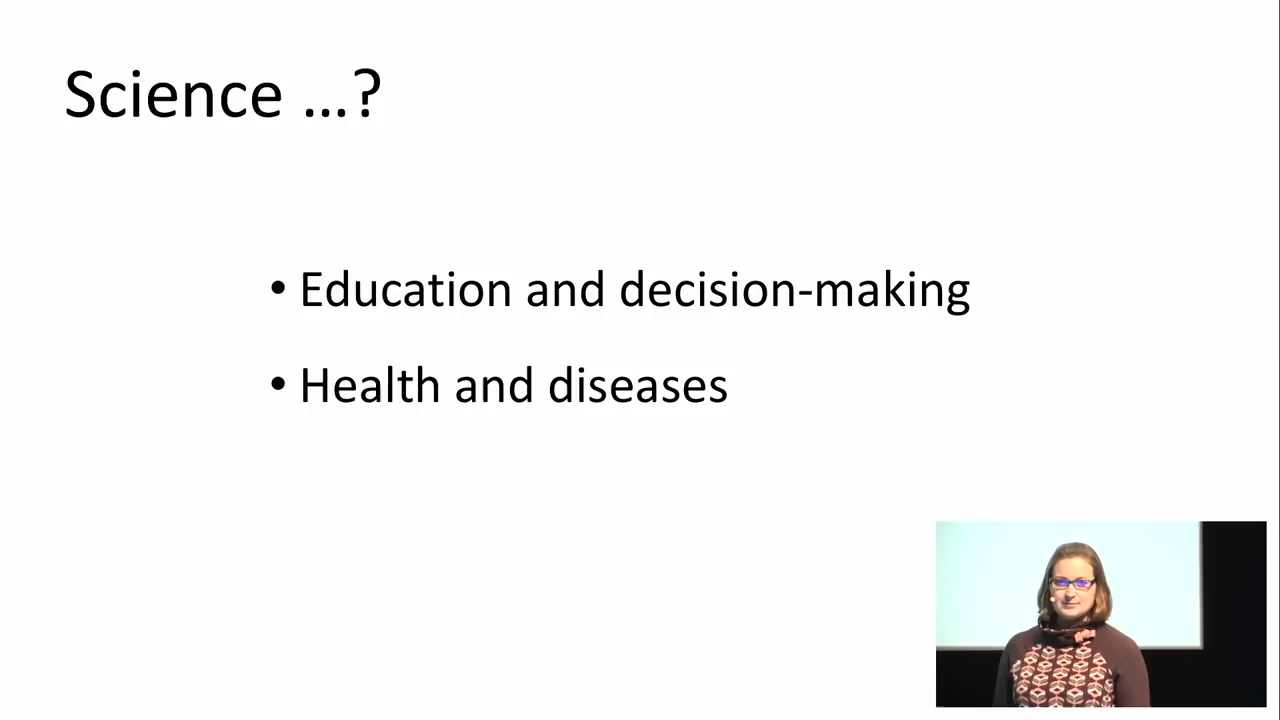 Science ...?
• Education and decision-making
• Health and diseases